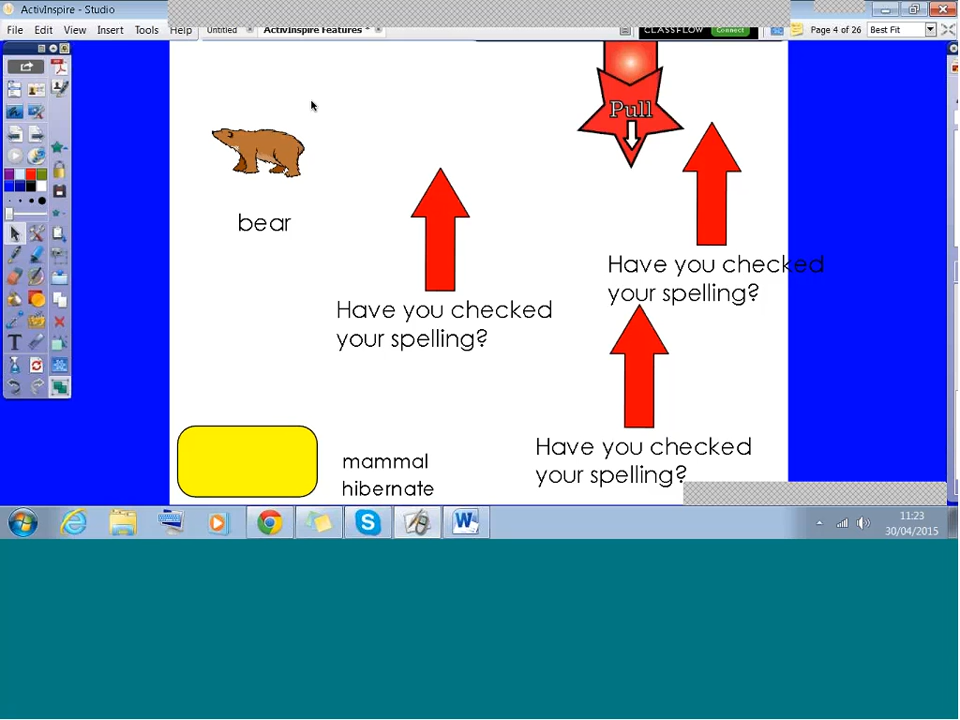 ActivInspire - Studio
File Edit View Insert Tools Help
Untitled
ActivInspire Features *
CLASSFLOW Connect
Page 4 of 26
Best Fit
Pull
bear
Have you checked
your spelling?
Have you checked
your spelling?
Have you checked
your spelling?
mammal
hibernate
11:23
30/04/2015